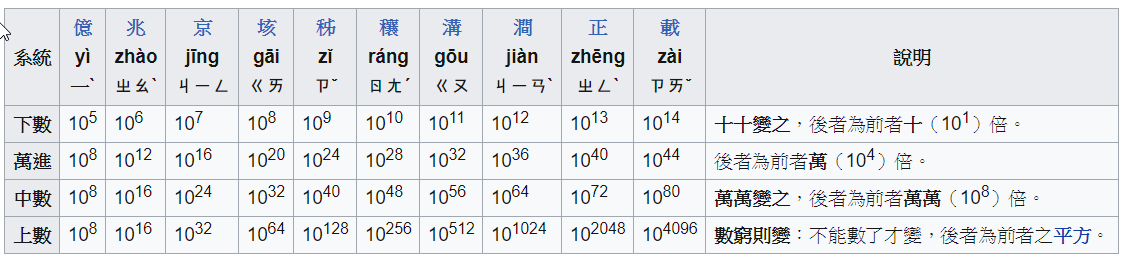 系統 億 兆 京 垓 秭 穰 溝 澗 正 載 說明
yì zhào jīng gāi zǐ ráng gōu jiàn zhēng zài
ㄧˋ ㄓㄠˋ ㄐㄧㄥ ㄍㄞ ㄗˇ ㄖㄤˊ ㄍㄡ ㄐㄧㄢˋ ㄓㄥˋ ㄗㄞˇ
下數 10⁵ 10⁶ 10⁷ 10⁸ 10⁹ 10¹⁰ 10¹¹ 10¹² 10¹³ 10¹⁴ 十十變之，後者為前者十（10¹）倍。
萬進 10⁸ 10¹² 10¹⁶ 10²⁰ 10²⁴ 10²⁸ 10³² 10³⁶ 10⁴⁰ 10⁴⁴ 後者為前者萬（10⁴）倍。
中數 10⁸ 10¹⁶ 10²⁴ 10³² 10⁴⁰ 10⁴⁸ 10⁵⁶ 10⁶⁴ 10⁷² 10⁸⁰ 萬萬變之，後者為前者萬萬（10⁸）倍。
上數 10⁸ 10¹⁶ 10³² 10⁶⁴ 10¹²⁸ 10²⁵⁶ 10⁵¹² 10¹⁰²⁴ 10²⁰⁴⁸ 10⁴⁰⁹⁶ 數窮則變：不能數了才變，後者為前者之平方。